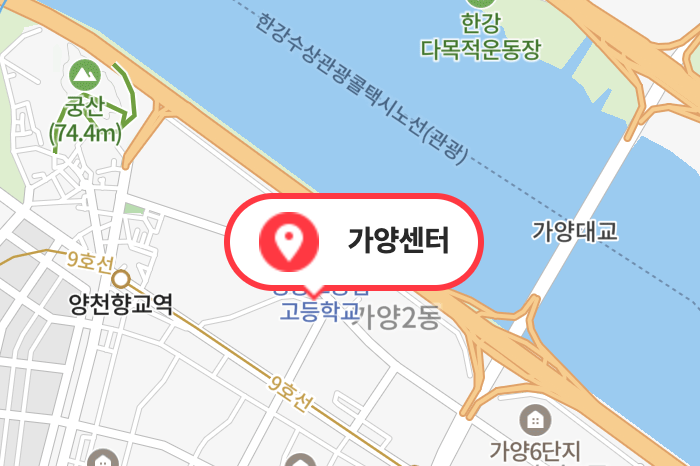 한강
다목적운동장
한강수상관광콜택시노선(관광)
궁산
(74.4m)
가양대교
가양센터
9호선
양천향교역
고등학교
가양2동
9호선
가양6단지